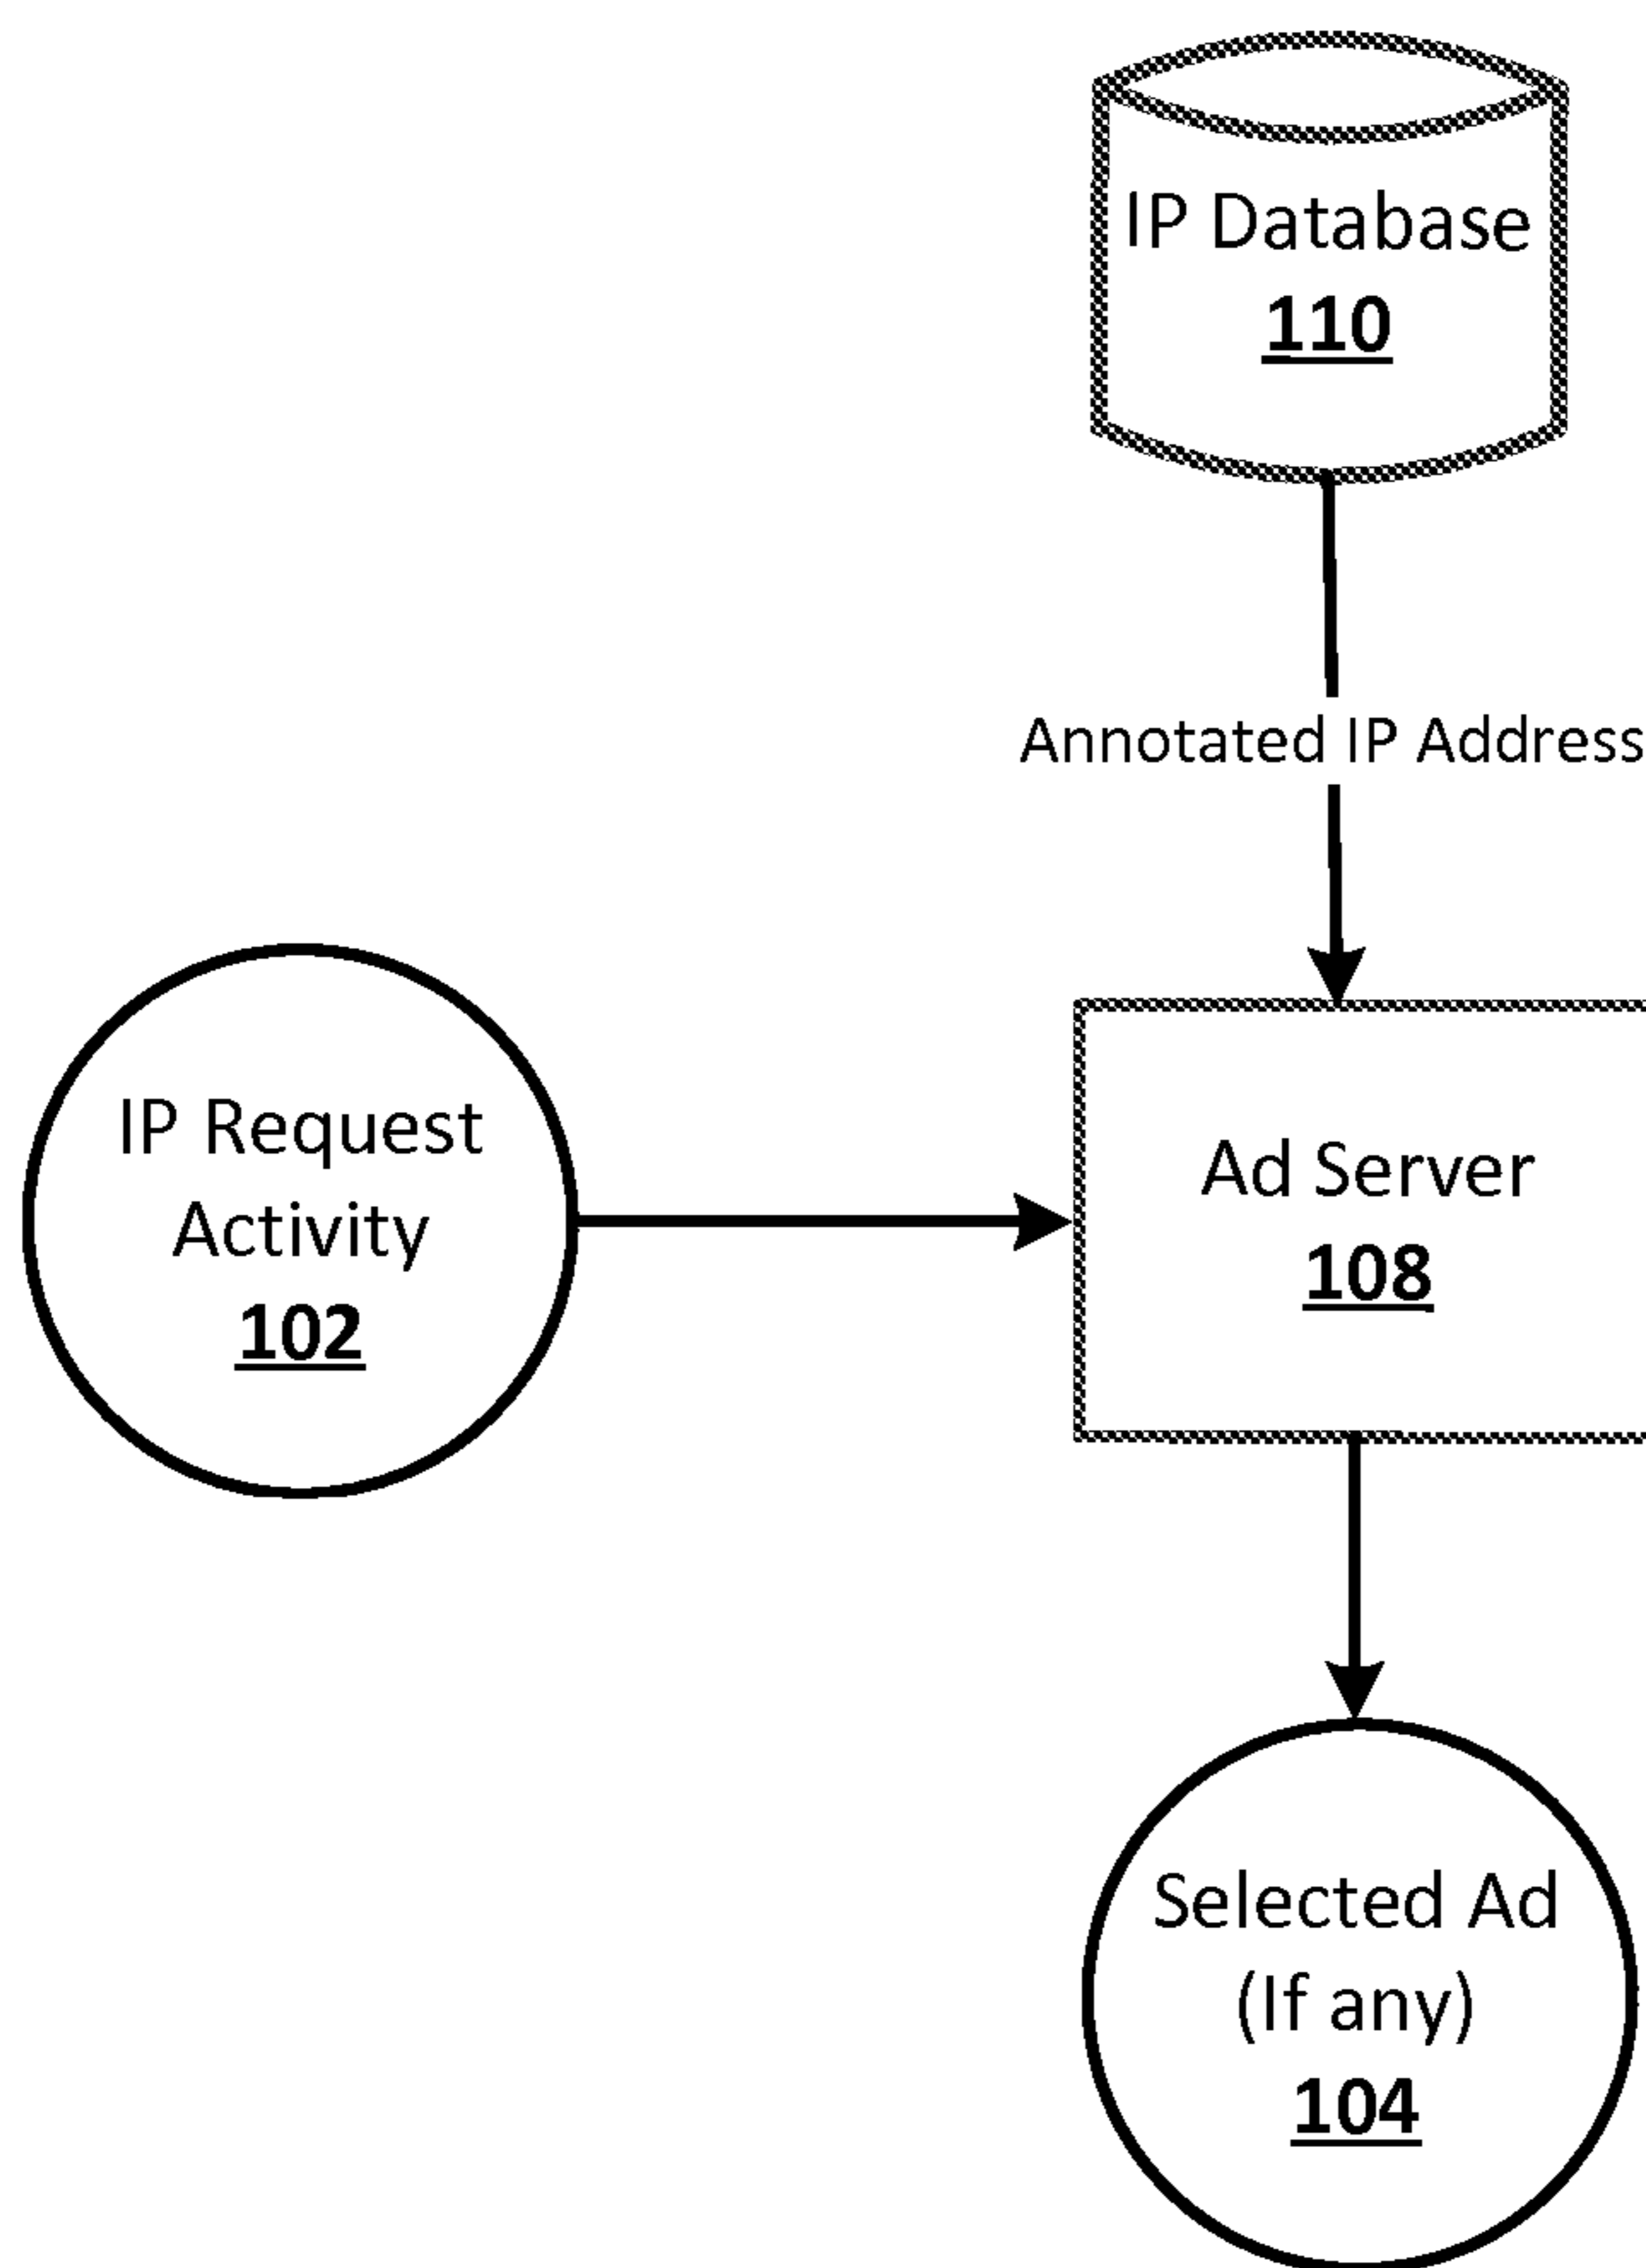 IP Database
110
Annotated IP Address
IP Request
Activity
102
Ad Server
108
Selected Ad
(If any)
104